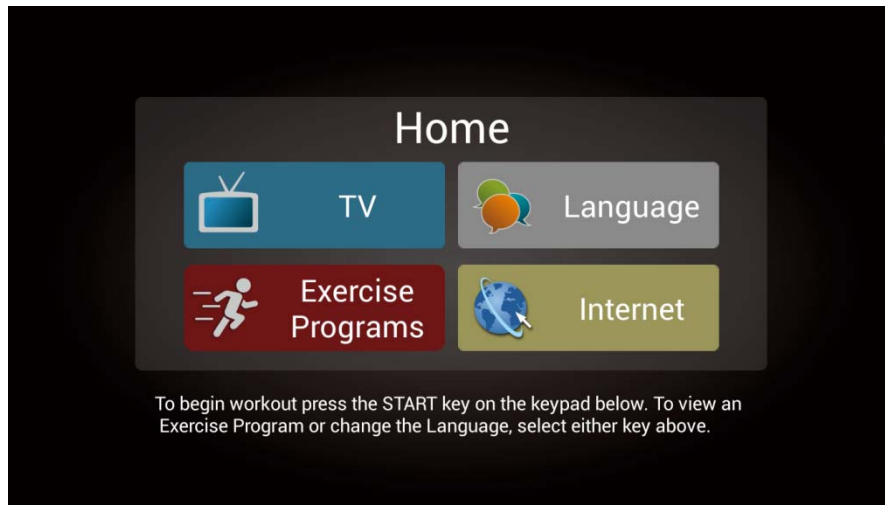 Home
TV
Language
Exercise
Programs
Internet
To begin workout press the START key on the keypad below. To view an
Exercise Program or change the Language, select either key above.